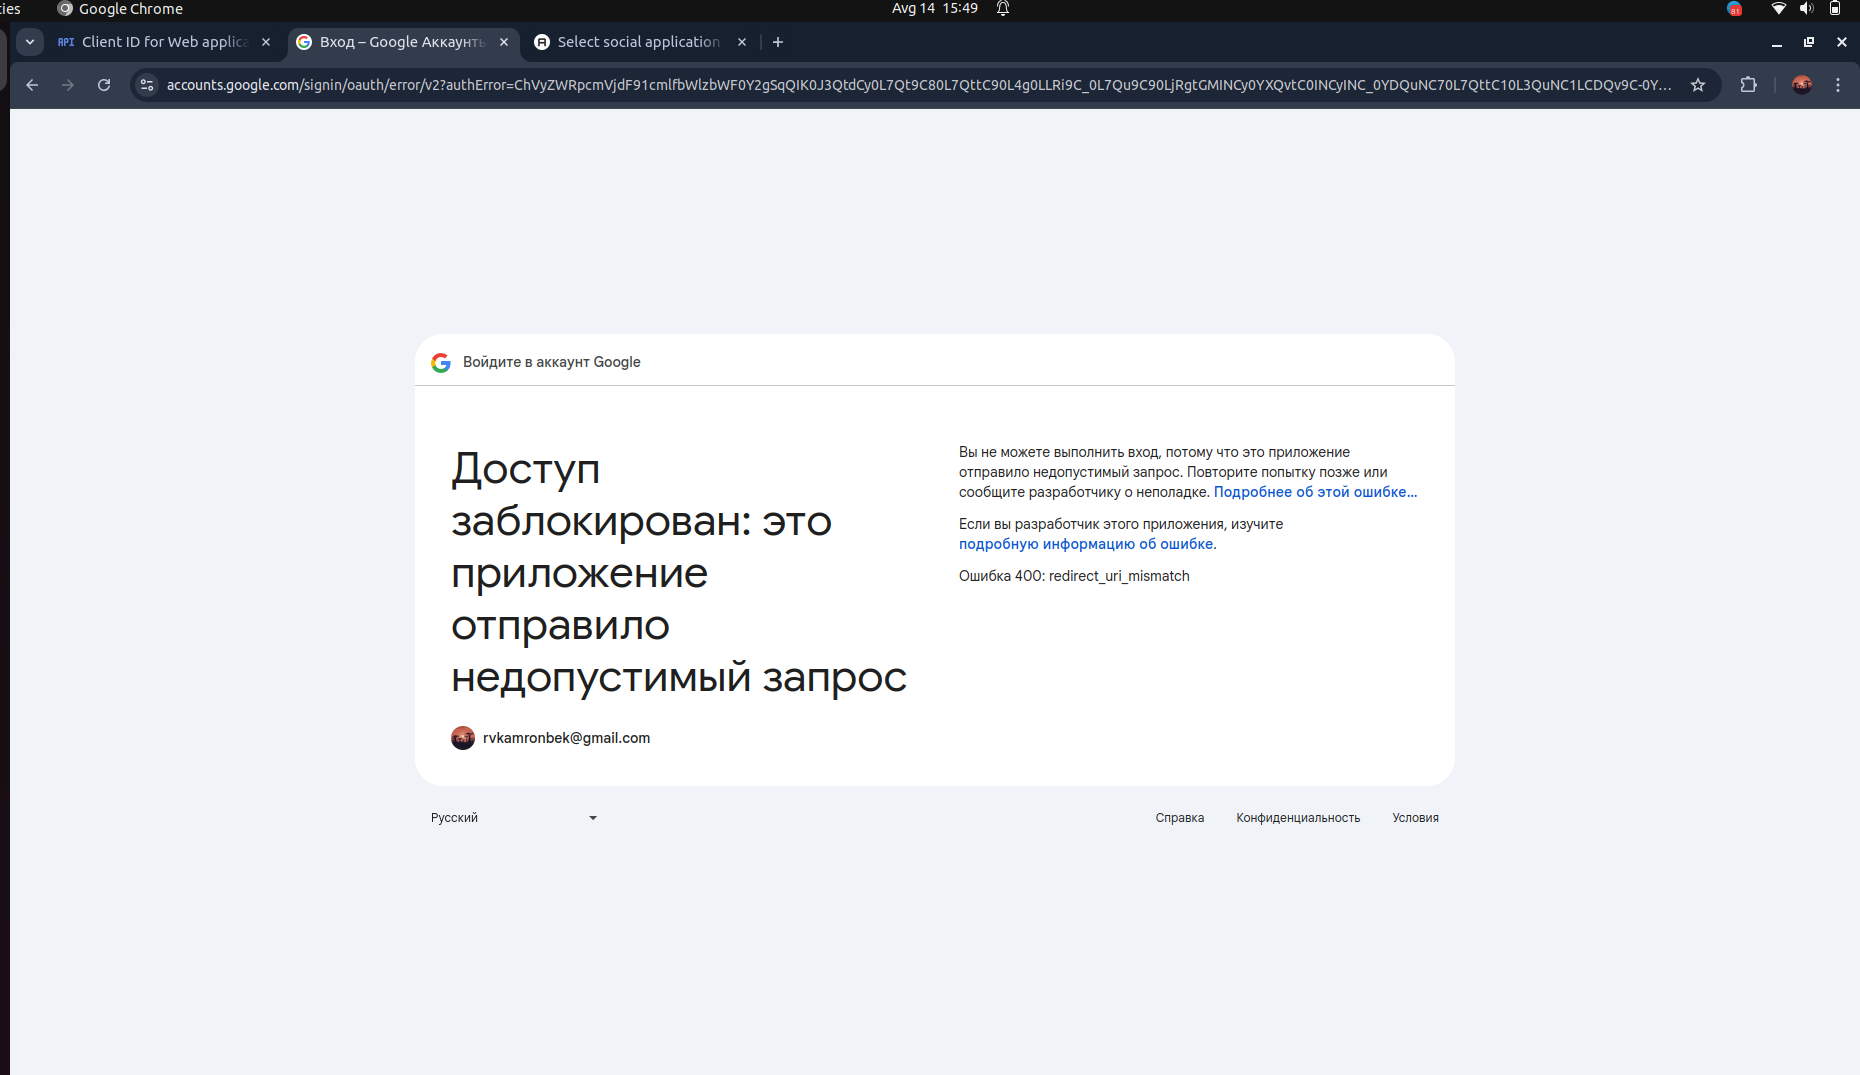 ies
Google Chrome
Avg 14 15:49
81
API Client ID for Web applica
Вход – Google Аккаунты
Select social application
accounts.google.com/signin/oauth/error/v2?authError=ChVyZWRpcmVjdF91cmlfbWlzbWF0Y2gSqQIK0J3QtdCy0L7Qt9C80L7QttC90L4g0LLRi9C_0L7Qu9C90LjRgtGMINCy0YXQvtC0INCyINC_0YDQuNC70L7QttC10L3QuNC1LCDQv9C-0Y...
Войдите в аккаунт Google
Доступ
заблокирован: это
приложение
отправило
недопустимый запрос
rvkamronbek@gmail.com
Вы не можете выполнить вход, потому что это приложение
отправило недопустимый запрос. Повторите попытку позже или
сообщите разработчику о неполадке. Подробнее об этой ошибке…
Если вы разработчик этого приложения, изучите
подробную информацию об ошибке.
Ошибка 400: redirect_uri_mismatch
Русский
Справка
Конфиденциальность
Условия